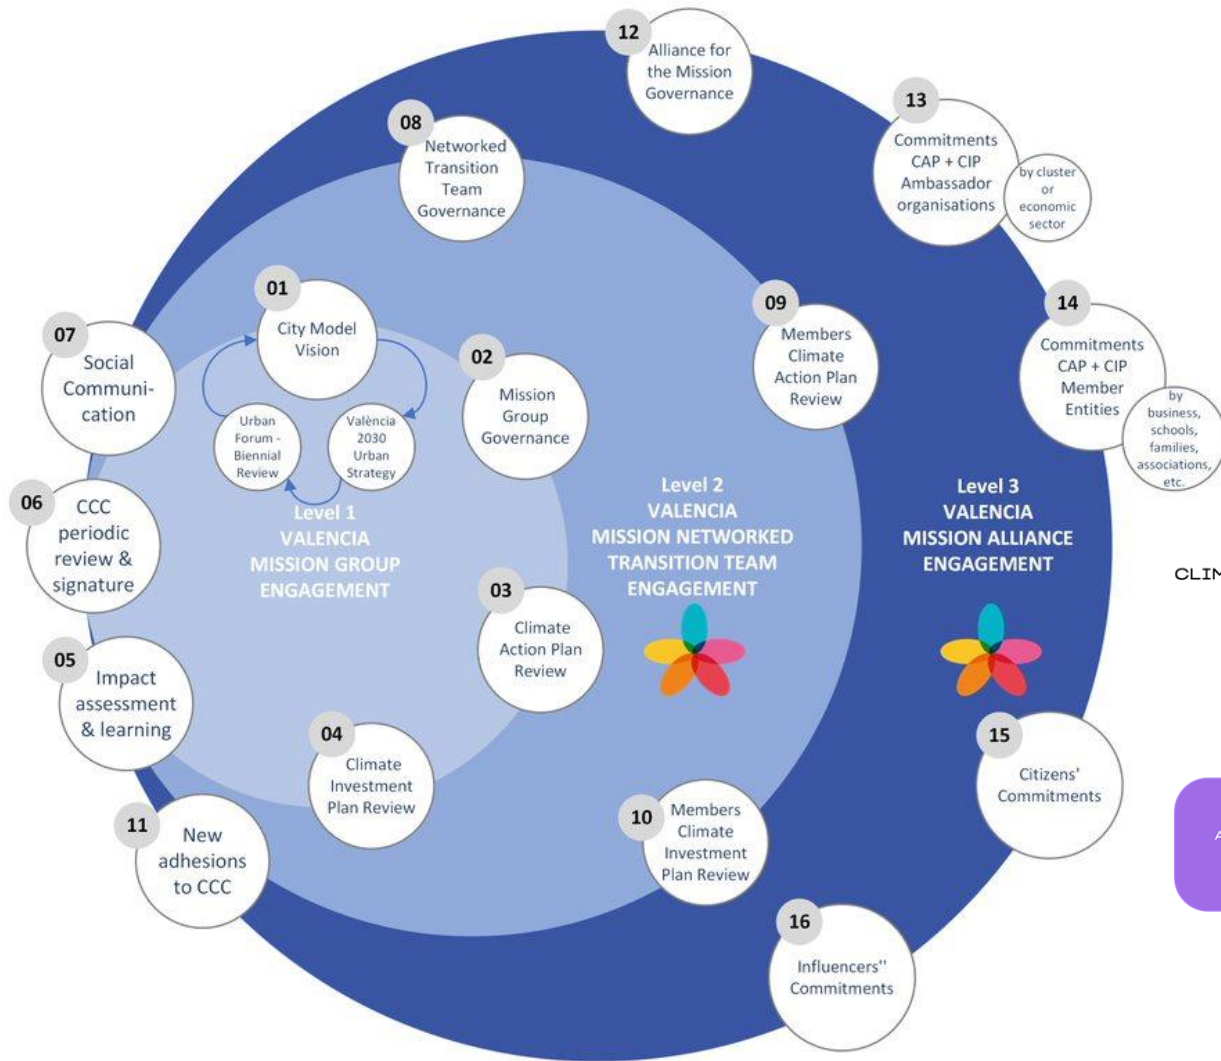 12
Alliance for
the Mission
Governance
13
Commitments
CAP + CIP
Ambassador
organisations
by cluster
or
economic
sector
08
Networked
Transition
Team
Governance
01
City Model
Vision
09
Members
Climate
Action Plan
Review
14
Commitments
CAP + CIP
Member
Entities
by
business,
schools,
families,
associations,
etc.
07
Social
Communi-
cation
02
Mission
Group
Governance
Urban
Forum -
Biennial
Review
València
2030
Urban
Strategy
06
CCC
periodic
review &
signature
Level 1
VALENCIA
MISSION GROUP
ENGAGEMENT
Level 2
VALENCIA
MISSION NETWORKED
TRANSITION TEAM
ENGAGEMENT
Level 3
VALENCIA
MISSION ALLIANCE
ENGAGEMENT
CLIM
03
Climate
Action Plan
Review
05
Impact
assessment
& learning
04
Climate
Investment
Plan Review
15
Citizens'
Commitments
11
New
adhesions
to CCC
10
Members
Climate
Investment
Plan Review
A
16
Influencers''
Commitments